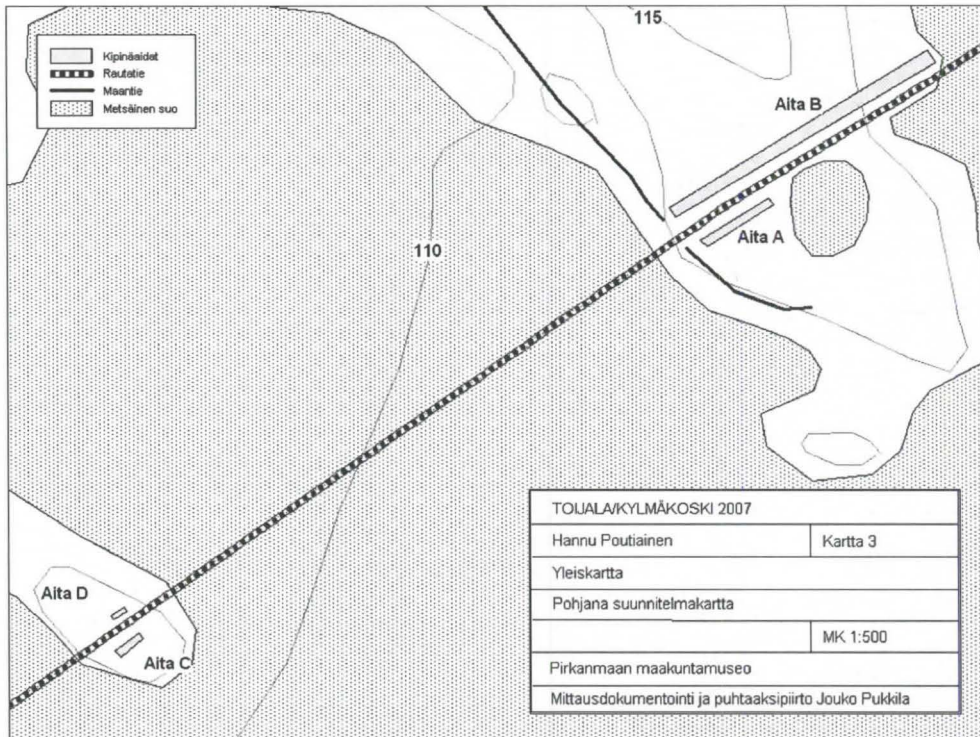 115
Kipinäaidat
Rautatie
Maantie
Metsäinen suo
Aita B
Aita A
110
TOIJALA/KYLMÄKOSKI 2007
Hannu Poutiainen Kartta 3
Yleiskartta
Pohjana suunnitelmakartta
MK 1:500
Pirkanmaan maakuntamuseo
Mittausdokumentointi ja puhtaaksipiirto Jouko Pukkila
Aita D
Aita C